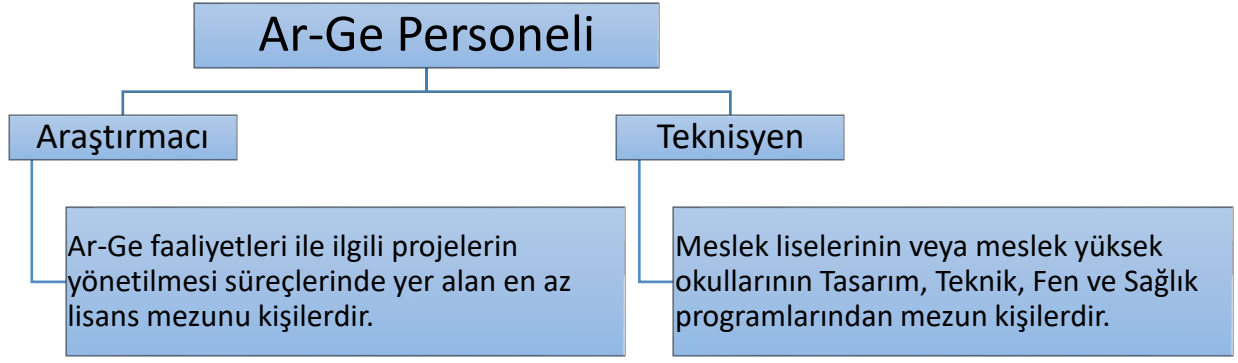 Ar-Ge Personeli
Araştırmacı
Ar-Ge faaliyetleri ile ilgili projelerin
yönetilmesi süreçlerinde yer alan en az
lisans mezunu kişilerdir.
Teknisyen
Meslek liselerinin veya meslek yüksek
okullarının Tasarım, Teknik, Fen ve Sağlık
programlarından mezun kişilerdir.